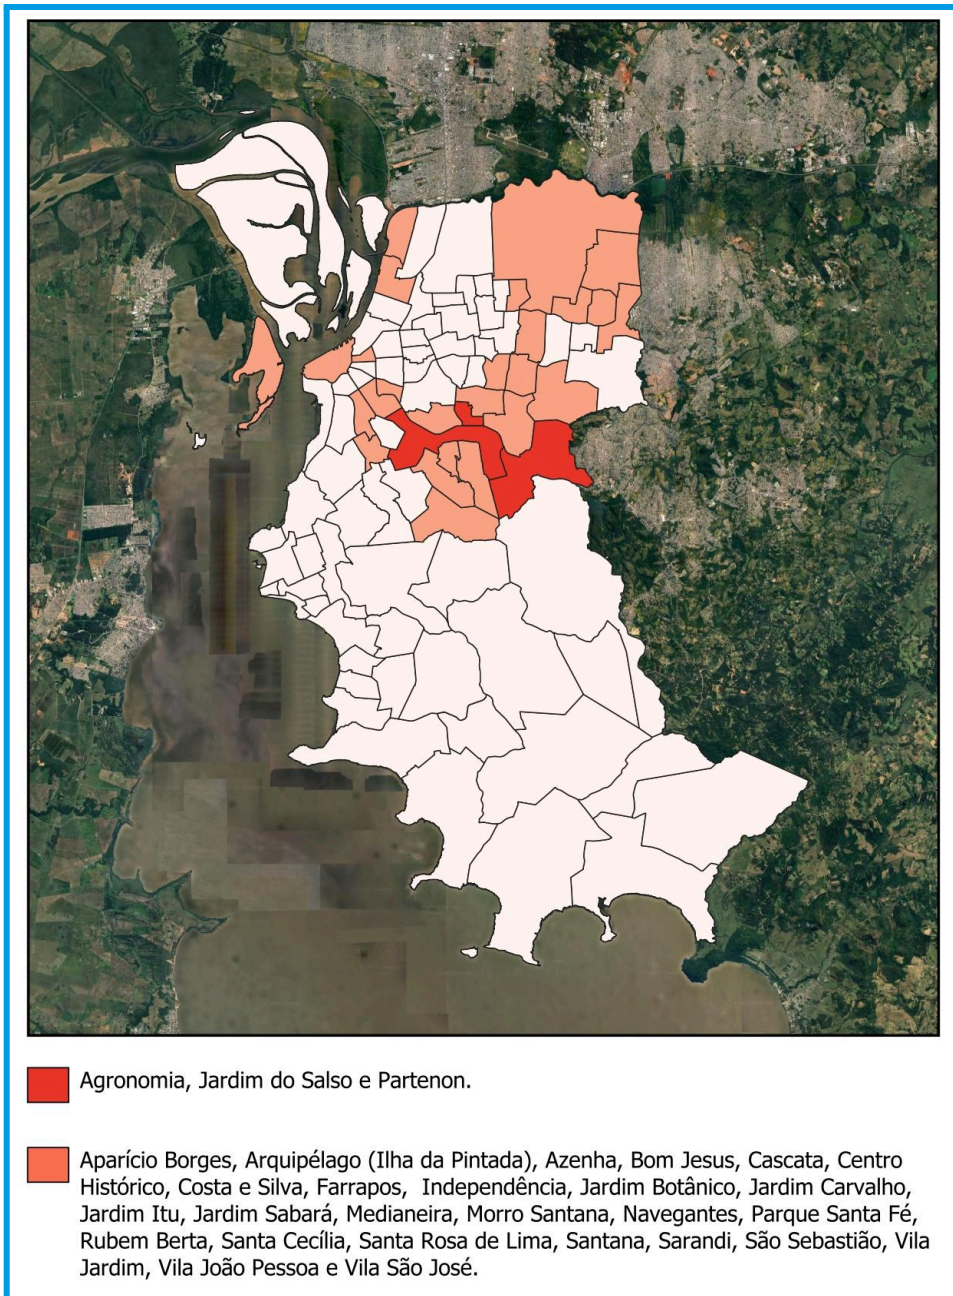 Agronomia, Jardim do Salso e Partenon.
Aparício Borges, Arquipélago (Ilha da Pintada), Azenha, Bom Jesus, Cascata, Centro
Histórico, Costa e Silva, Farrapos, Independência, Jardim Botânico, Jardim Carvalho,
Jardim Itu, Jardim Sabará, Medianeira, Morro Santana, Navegantes, Parque Santa Fé,
Rubem Berta, Santa Cecília, Santa Rosa de Lima, Santana, Sarandi, São Sebastião, Vila
Jardim, Vila João Pessoa e Vila São José.